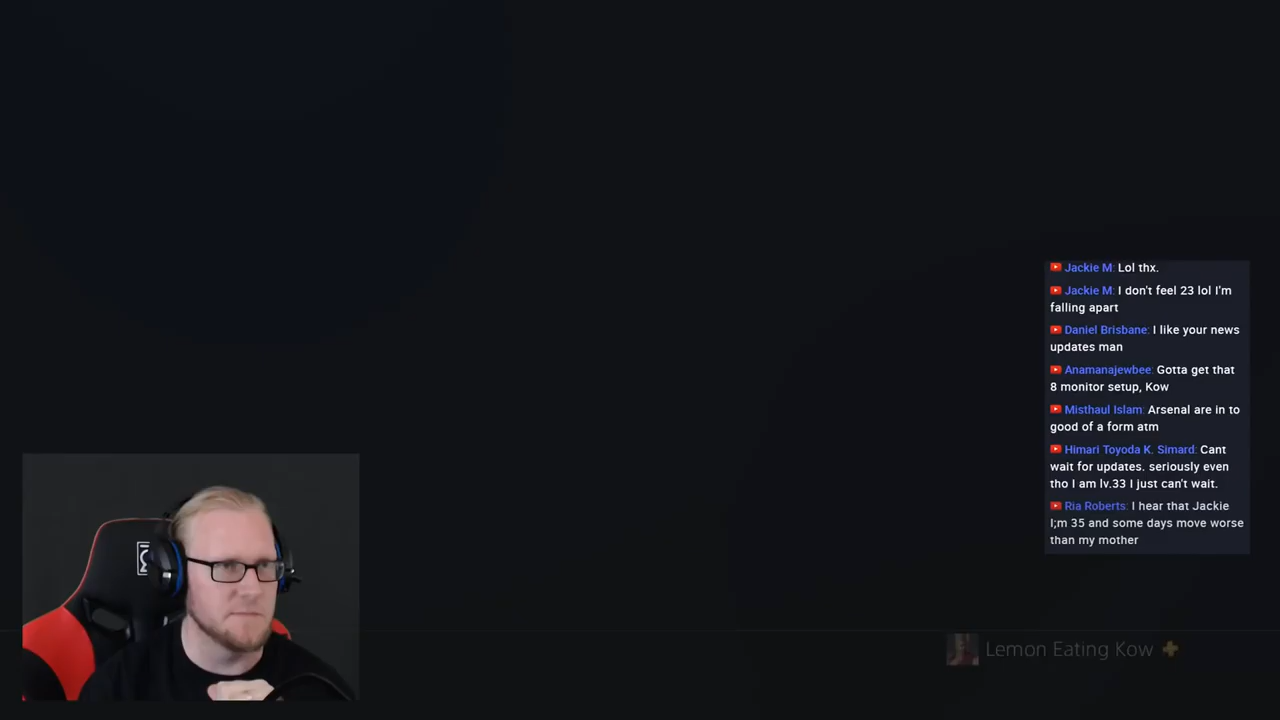 Jackie M: Lol thx.
Jackie M: I don't feel 23 lol I'm
falling apart
Daniel Brisbane: I like your news
updates man
Anamanajewbee: Gotta get that
8 monitor setup, Kow
Misthaul Islam: Arsenal are in to
good of a form atm
Himari Toyoda K. Simard: Cant
wait for updates. seriously even
tho I am lv.33 I just can't wait.
Ria Roberts: I hear that Jackie
I;m 35 and some days move worse
than my mother
Lemon Eating Kow